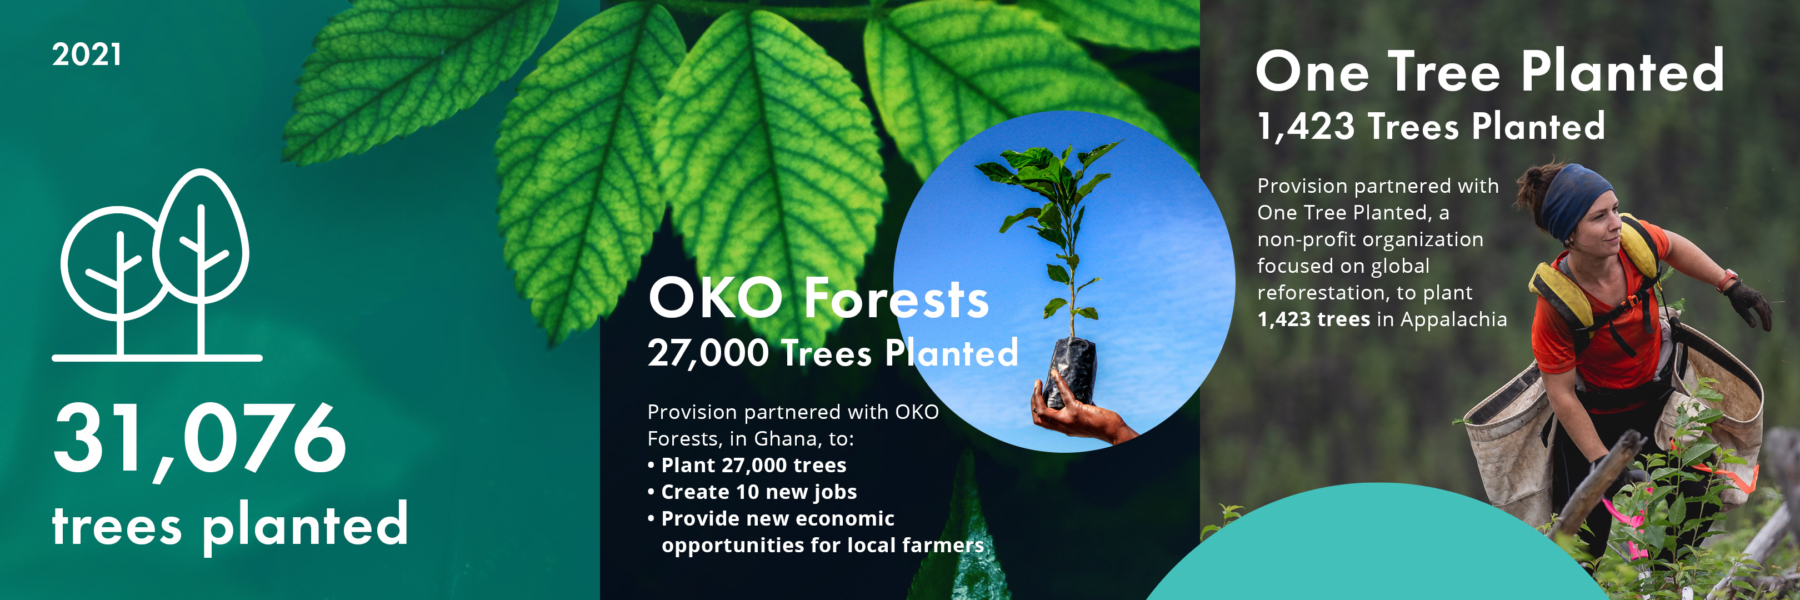 2021
31,076
trees planted
OKO Forests
27,000 Trees Planted
Provision partnered with OKO
Forests, in Ghana, to:
• Plant 27,000 trees
• Create 10 new jobs
• Provide new economic
opportunities for local farmers
One Tree Planted
1,423 Trees Planted
Provision partnered with
One Tree Planted, a
non-profit organization
focused on global
reforestation, to plant
1,423 trees in Appalachia